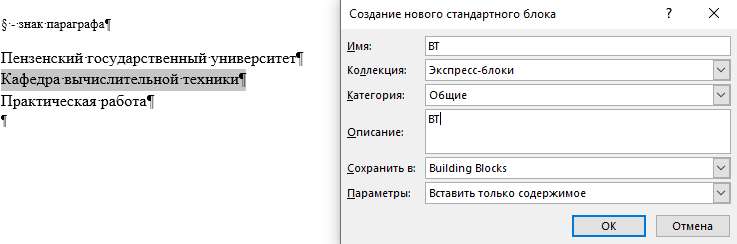 §·-·знак·параграфа¶
Пензенский·государственный·университет¶
Кафедра·вычислительной·техники¶
Практическая·работа¶
¶
Создание нового стандартного блока ? ×
Имя: ВТ
Коллекция: Экспресс-блоки
Категория: Общие
Описание: ВТ
Сохранить в: Building Blocks
Параметры: Вставить только содержимое
ОК Отмена